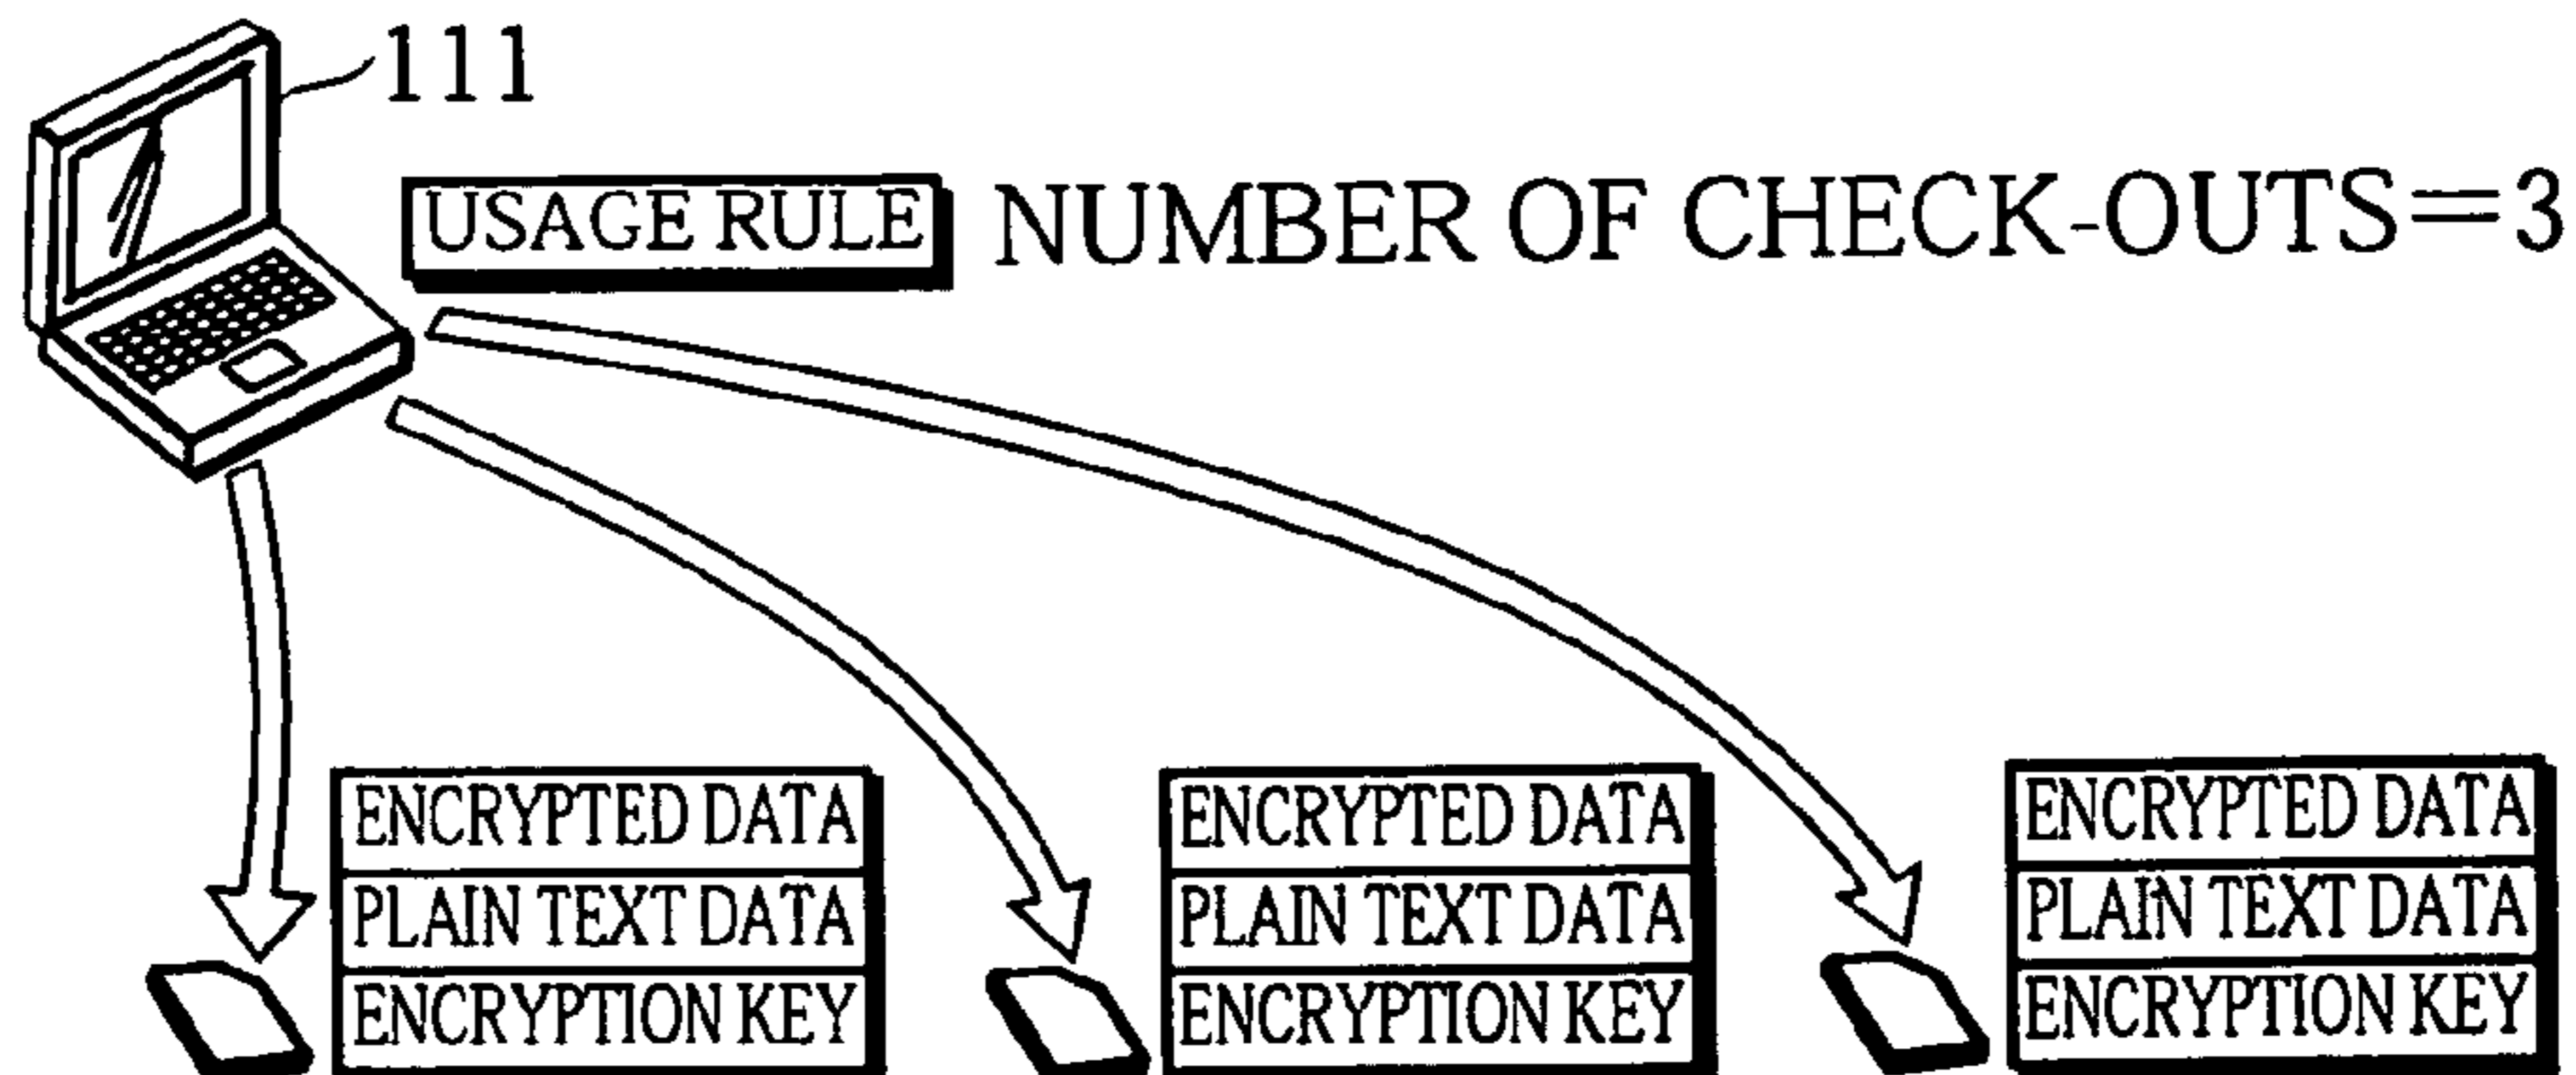 111
USAGE RULE NUMBER OF CHECK-OUTS=3
ENCRYPTED DATA
PLAIN TEXT DATA
ENCRYPTION KEY
ENCRYPTED DATA
PLAIN TEXT DATA
ENCRYPTION KEY
ENCRYPTED DATA
PLAIN TEXT DATA
ENCRYPTION KEY